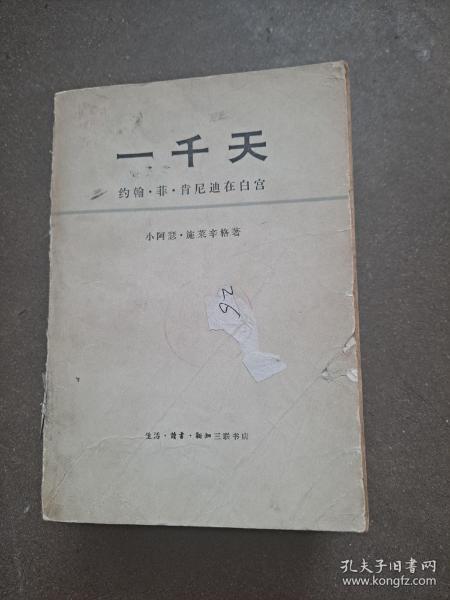 一千天
约翰·菲·肯尼迪在白宫
小阿瑟·施莱辛格著
26
生活·读书·新知三联书店
孔夫子旧书网
www.kongfz.com